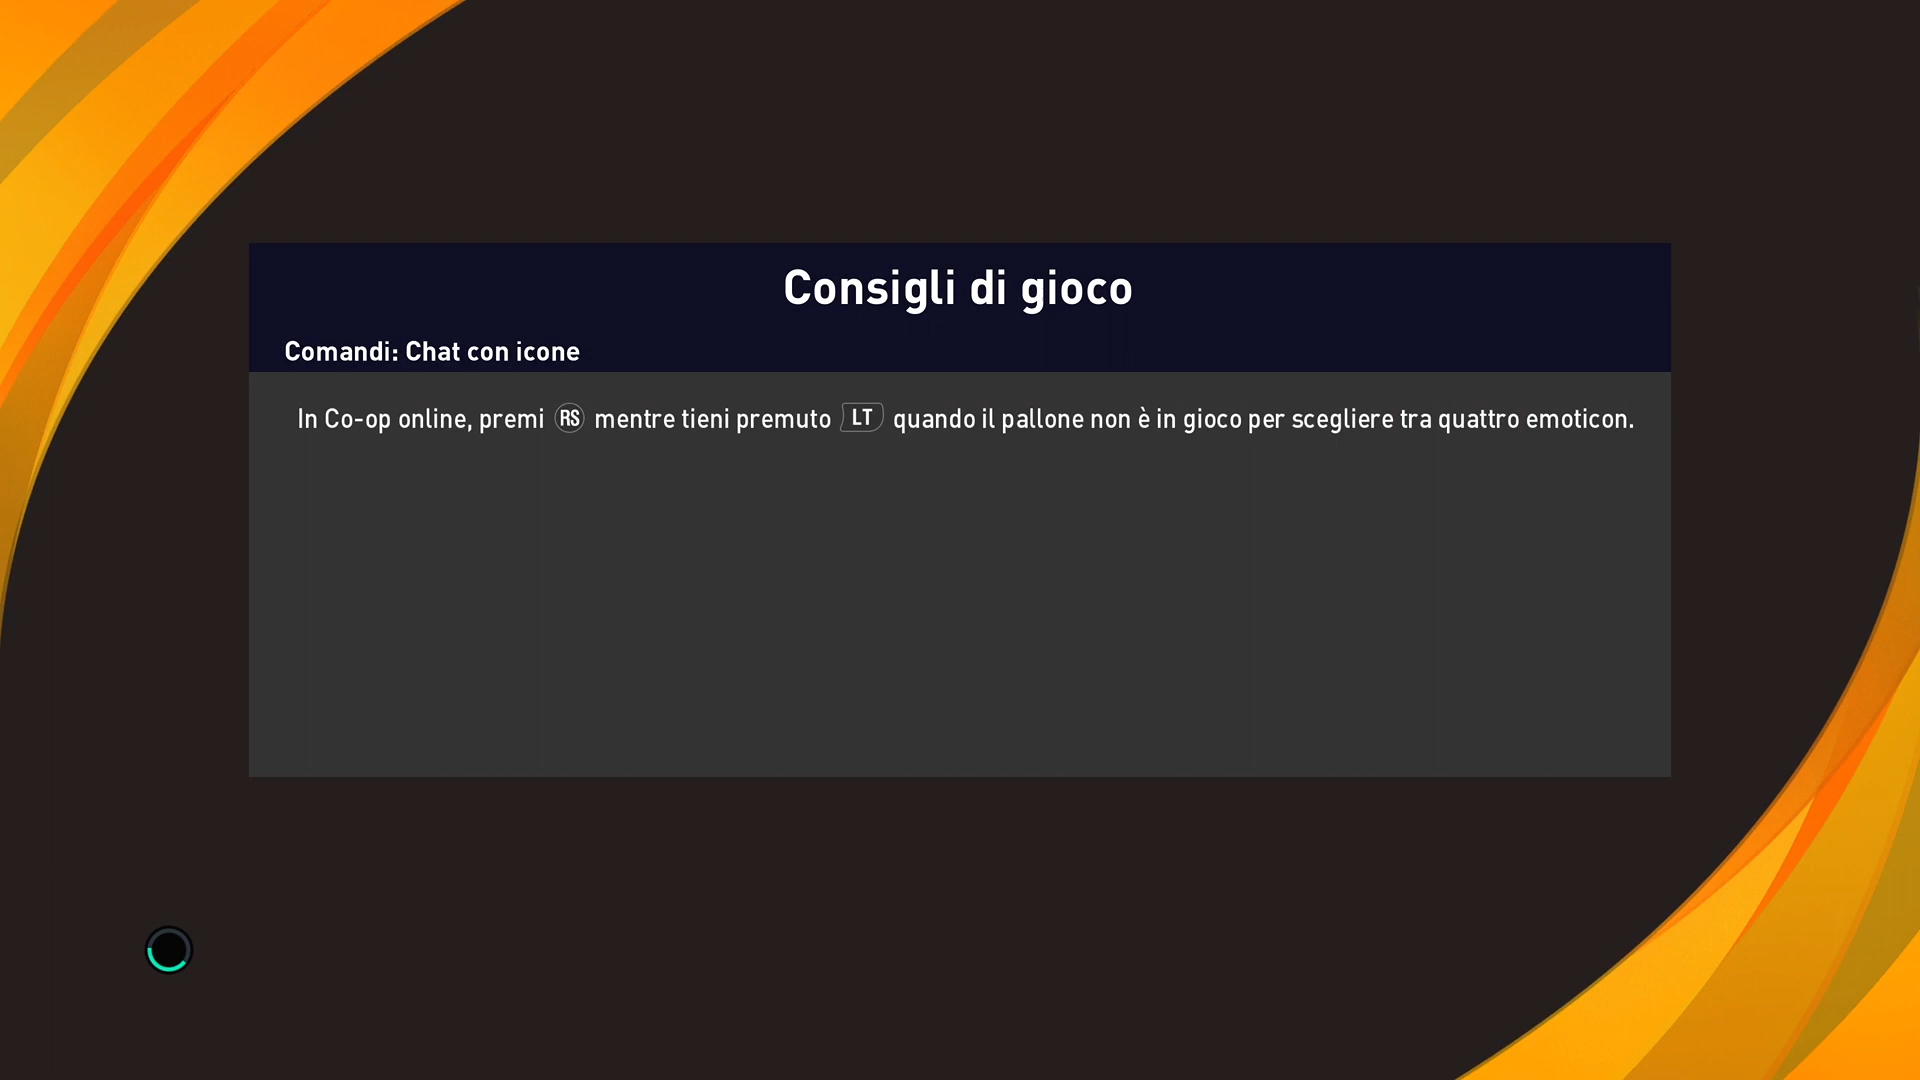 Consigli di gioco
Comandi: Chat con icone
In Co-op online, premi RS mentre tieni premuto LT quando il pallone non è in gioco per scegliere tra quattro emoticon.